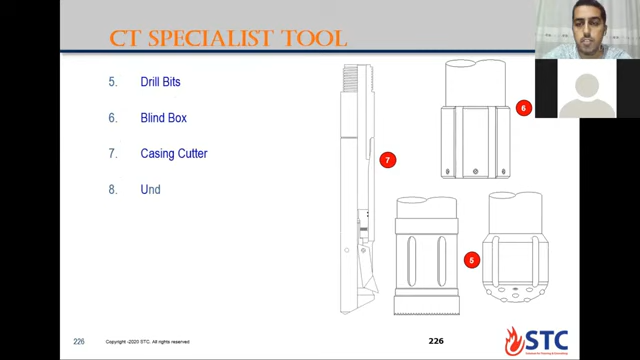 CT SPECIALIST TOOL
5. Drill Bits
6. Blind Box
7. Casing Cutter
8. Und
6
7
5
226
Copyright -2020 STC. All rights reserved
226
STC